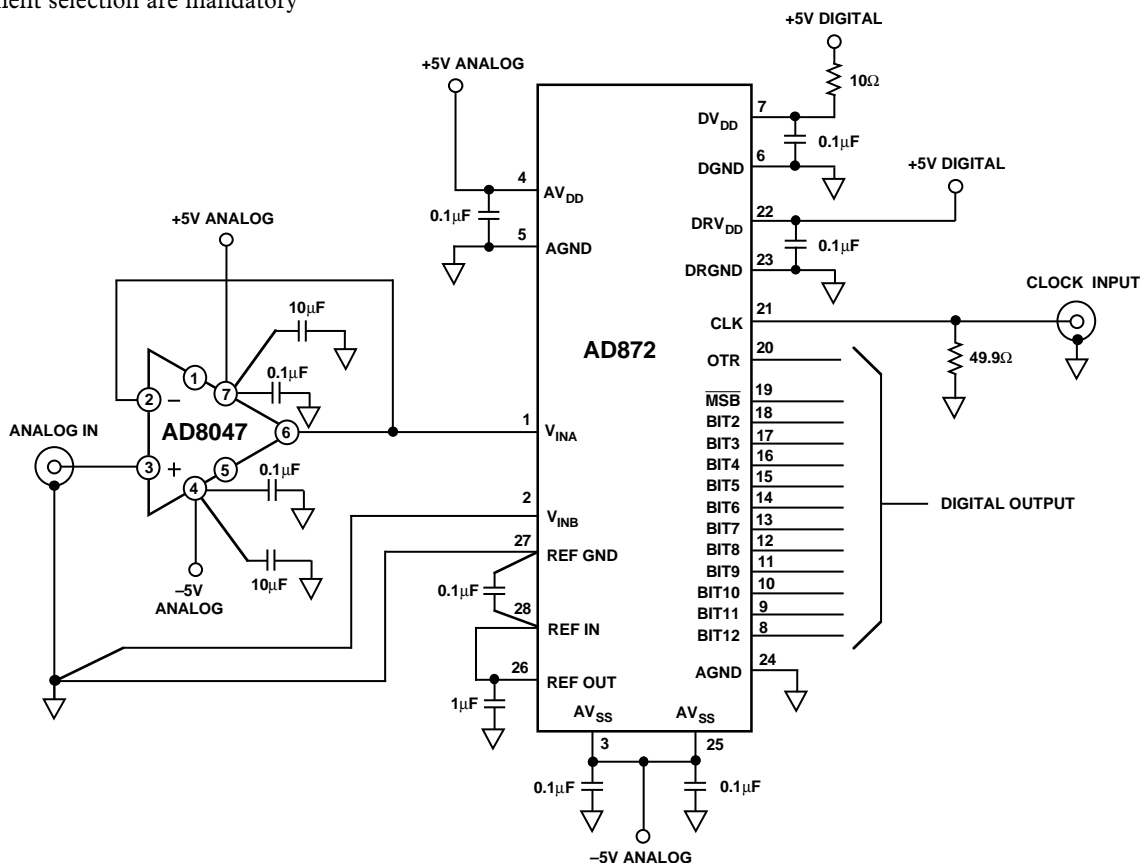 nent selection are mandatory
+5V DIGITAL
10Ω
+5V ANALOG
7
DVDD
0.1μF
6
DGND
+5V DIGITAL
4
AVDD
0.1μF
5
AGND
22
DRVDD
0.1μF
23
DRGND
+5V ANALOG
CLOCK INPUT
21
CLK
49.9Ω
AD872
10μF
0.1μF
1
7
2
–
AD8047
6
ANALOG IN
3
+
5
4
0.1μF
10μF
–5V
ANALOG
1
VINA
2
VINB
27
REF GND
0.1μF
28
REF IN
26
REF OUT
1μF
20
OTR
19
MSB
18
BIT2
17
BIT3
16
BIT4
15
BIT5
14
BIT6
13
BIT7
12
BIT8
11
BIT9
10
BIT10
9
BIT11
8
BIT12
DIGITAL OUTPUT
24
AGND
AVSS
AVSS
3
25
0.1μF
0.1μF
–5V ANALOG